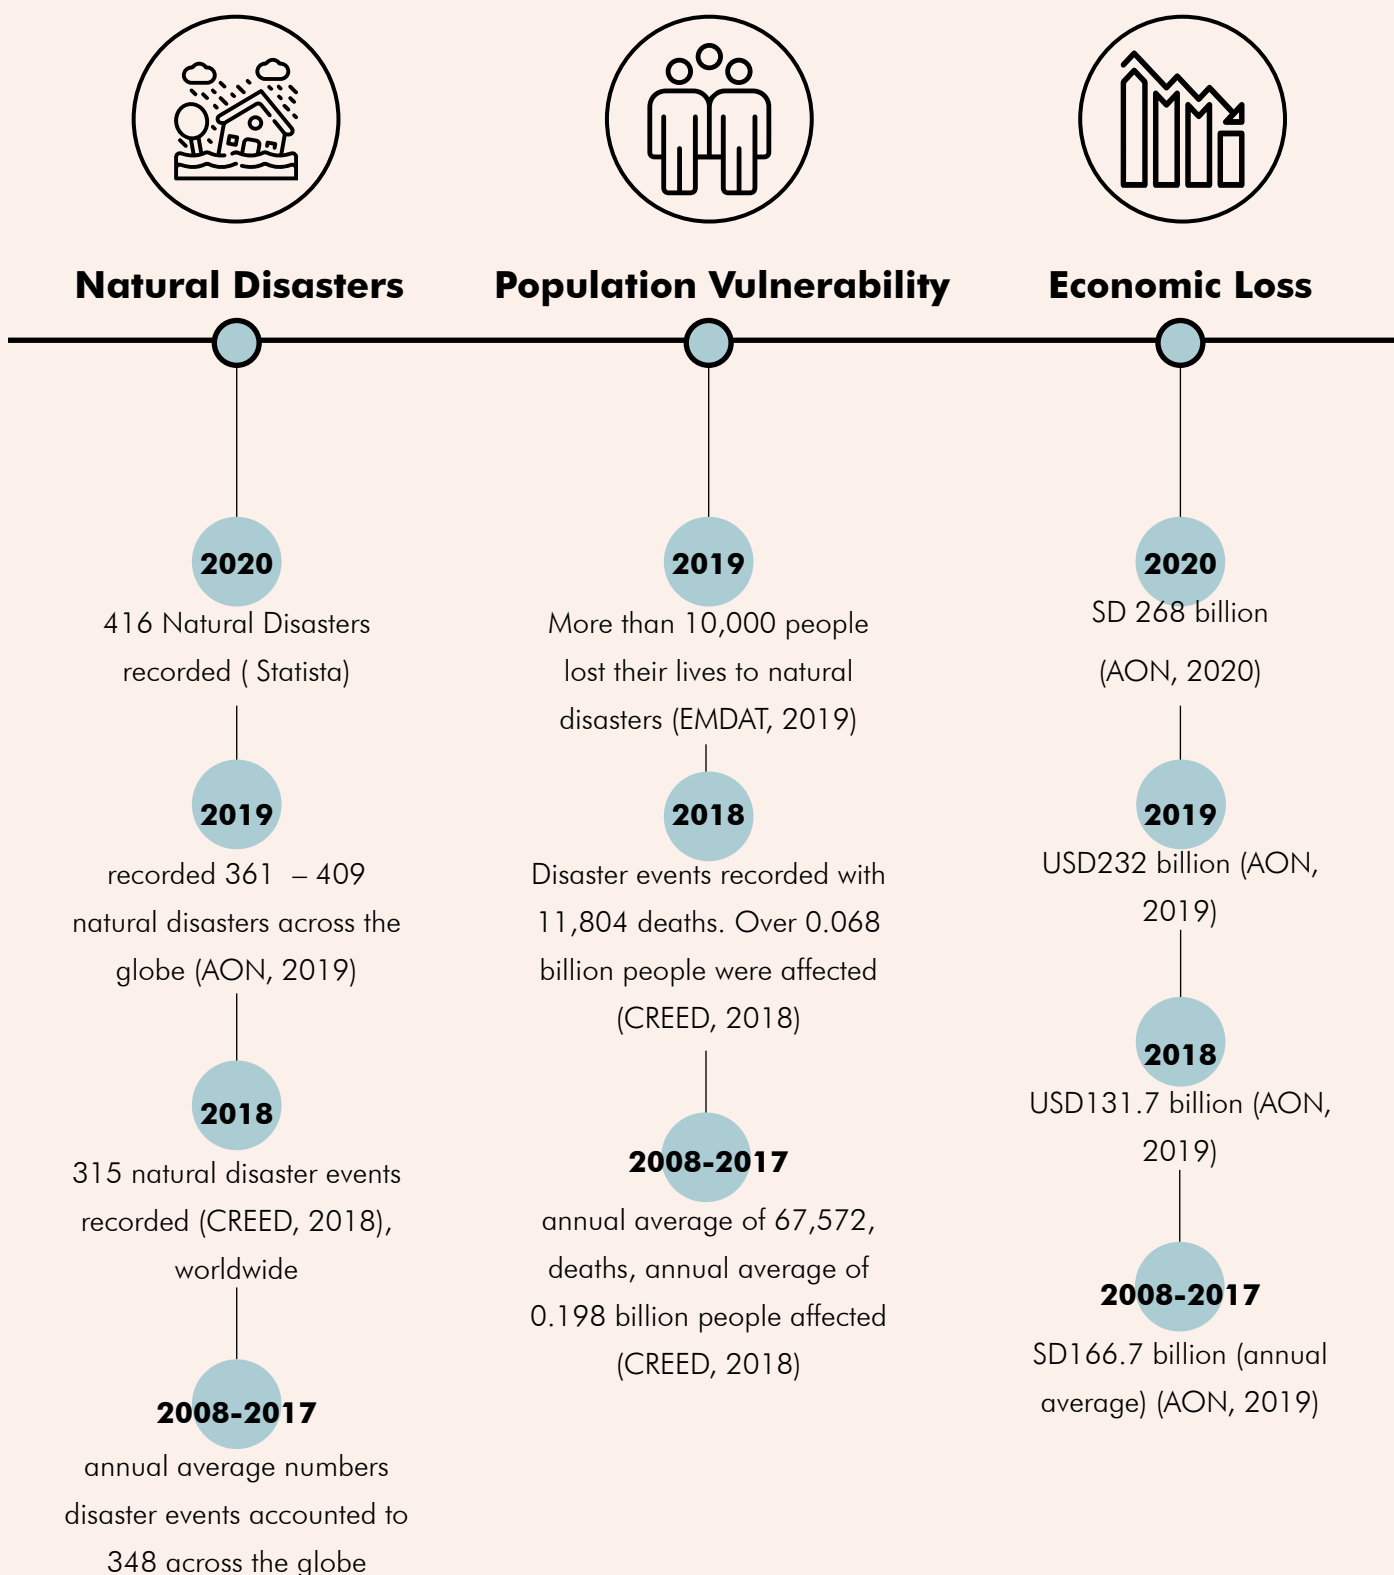 Natural Disasters
2020
416 Natural Disasters
recorded ( Statista)
2019
recorded 361 – 409
natural disasters across the
globe (AON, 2019)
2018
315 natural disaster events
recorded (CREED, 2018),
worldwide
2008-2017
annual average numbers
disaster events accounted to
348 across the globe
Population Vulnerability
2019
More than 10,000 people
lost their lives to natural
disasters (EMDAT, 2019)
2018
Disaster events recorded with
11,804 deaths. Over 0.068
billion people were affected
(CREED, 2018)
2008-2017
annual average of 67,572,
deaths, annual average of
0.198 billion people affected
(CREED, 2018)
Economic Loss
2020
SD 268 billion
(AON, 2020)
2019
USD232 billion (AON,
2019)
2018
USD131.7 billion (AON,
2019)
2008-2017
SD166.7 billion (annual
average) (AON, 2019)